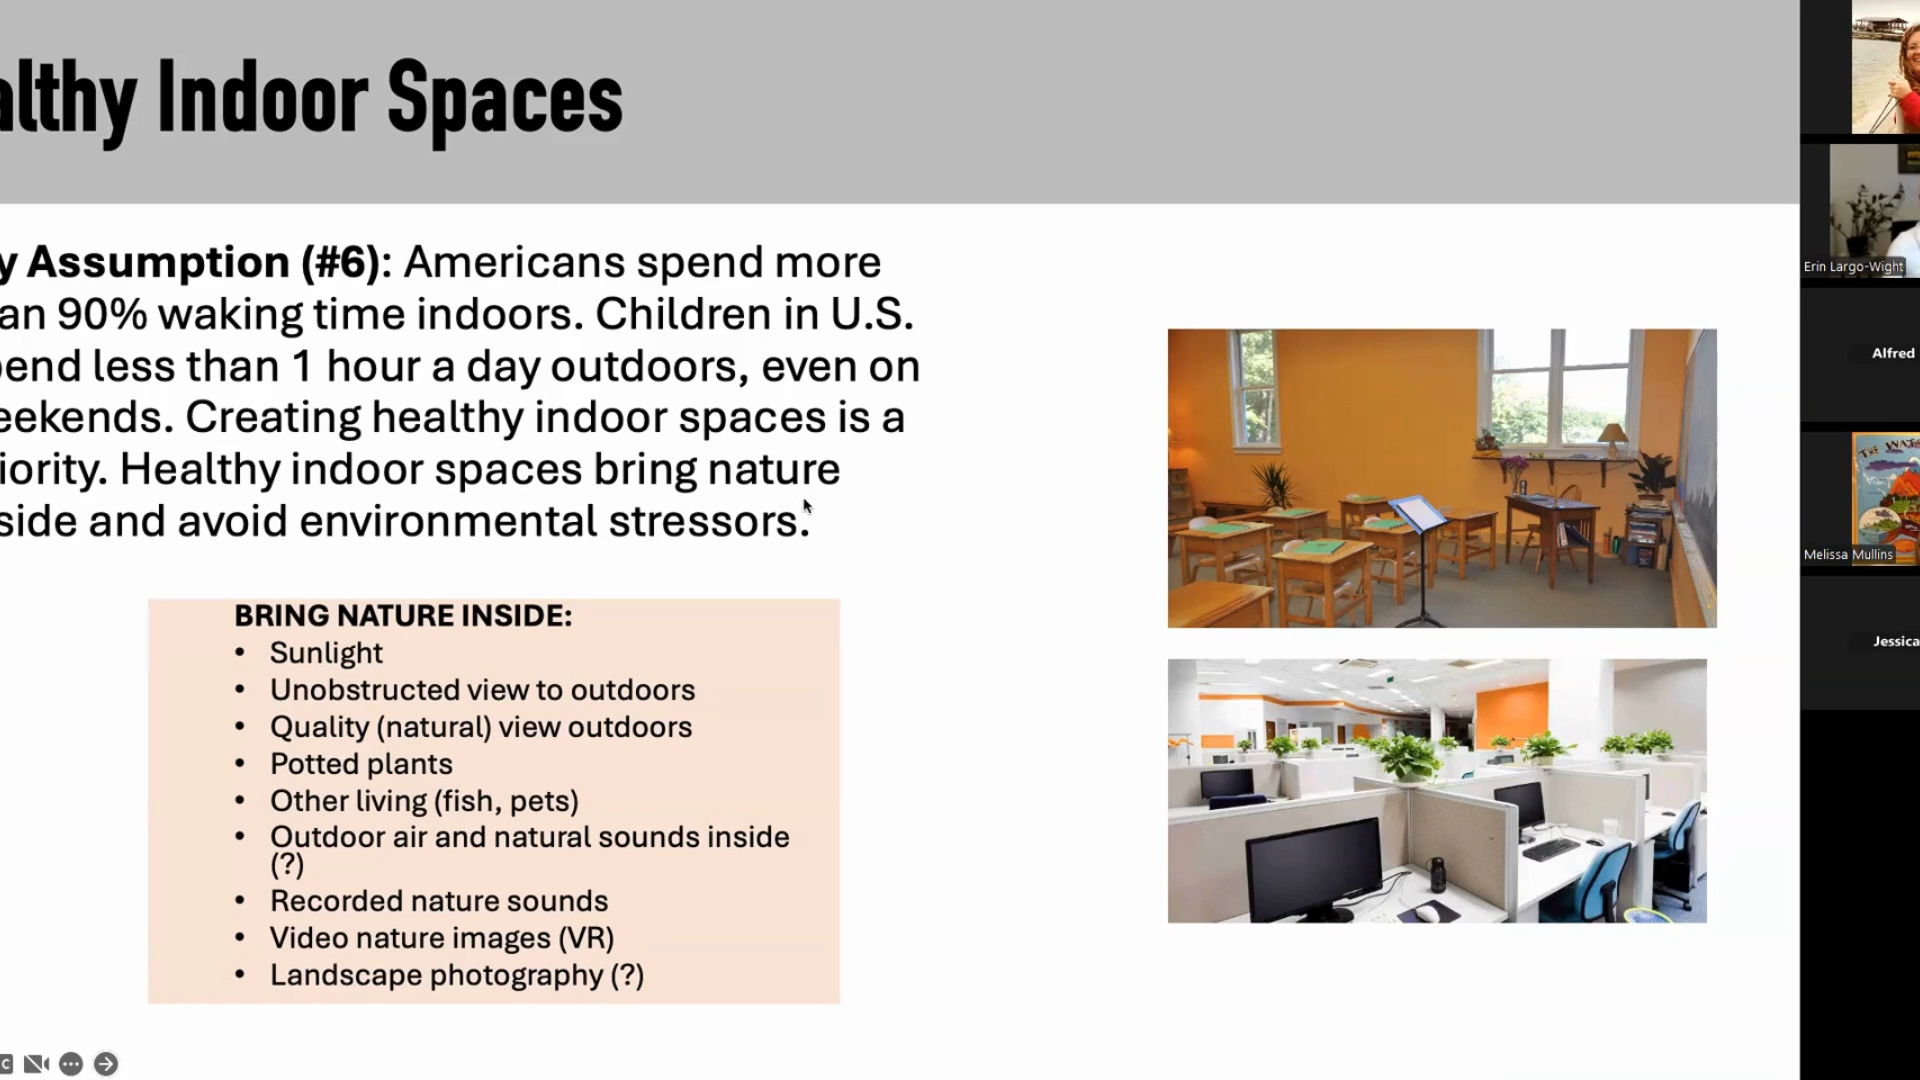 althy Indoor Spaces
y Assumption (#6): Americans spend more
an 90% waking time indoors. Children in U.S.
end less than 1 hour a day outdoors, even on
eekends. Creating healthy indoor spaces is a
iority. Healthy indoor spaces bring nature
side and avoid environmental stressors.
BRING NATURE INSIDE:
• Sunlight
• Unobstructed view to outdoors
• Quality (natural) view outdoors
• Potted plants
• Other living (fish, pets)
• Outdoor air and natural sounds inside
(?)
• Recorded nature sounds
• Video nature images (VR)
• Landscape photography (?)
Erin Largo-Wight
Alfred
THE WAT
Melissa Mullins
Jessica